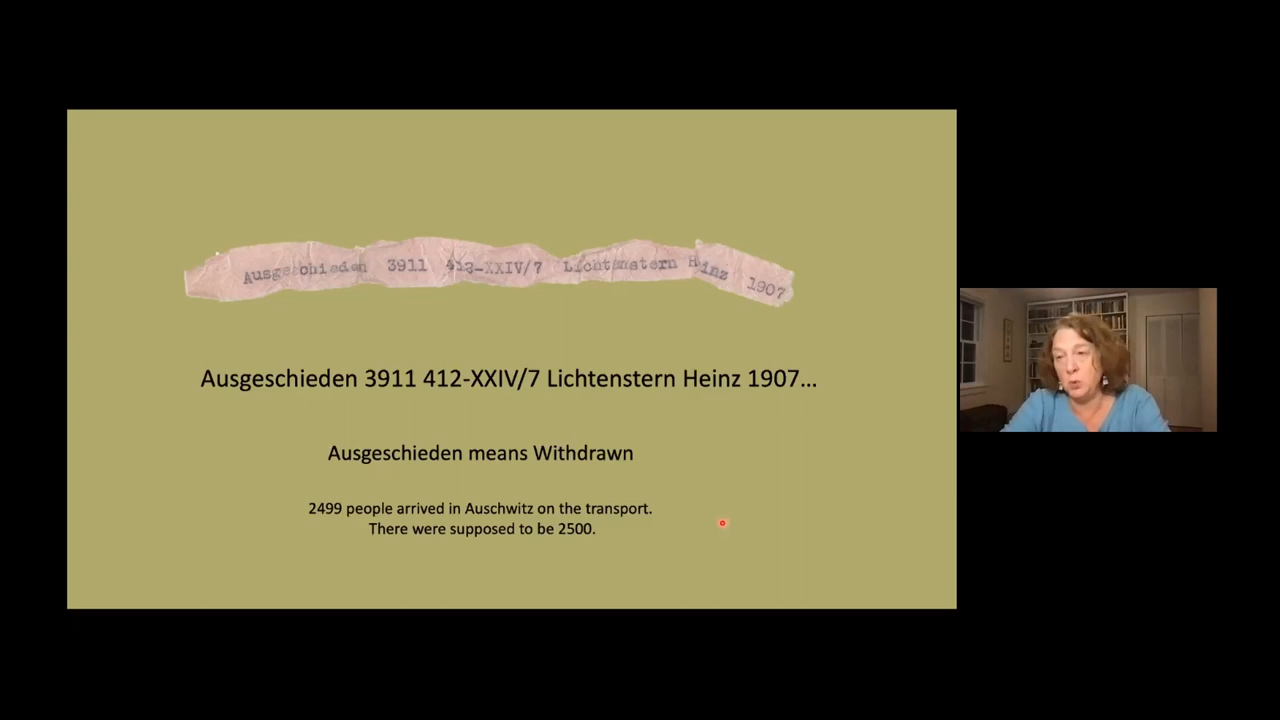 Ausgeschieden 3911 412-XXIV/7 Lichtenstern Heinz 1907
Ausgeschieden 3911 412-XXIV/7 Lichtenstern Heinz 1907...
Ausgeschieden means Withdrawn
2499 people arrived in Auschwitz on the transport.
There were supposed to be 2500.